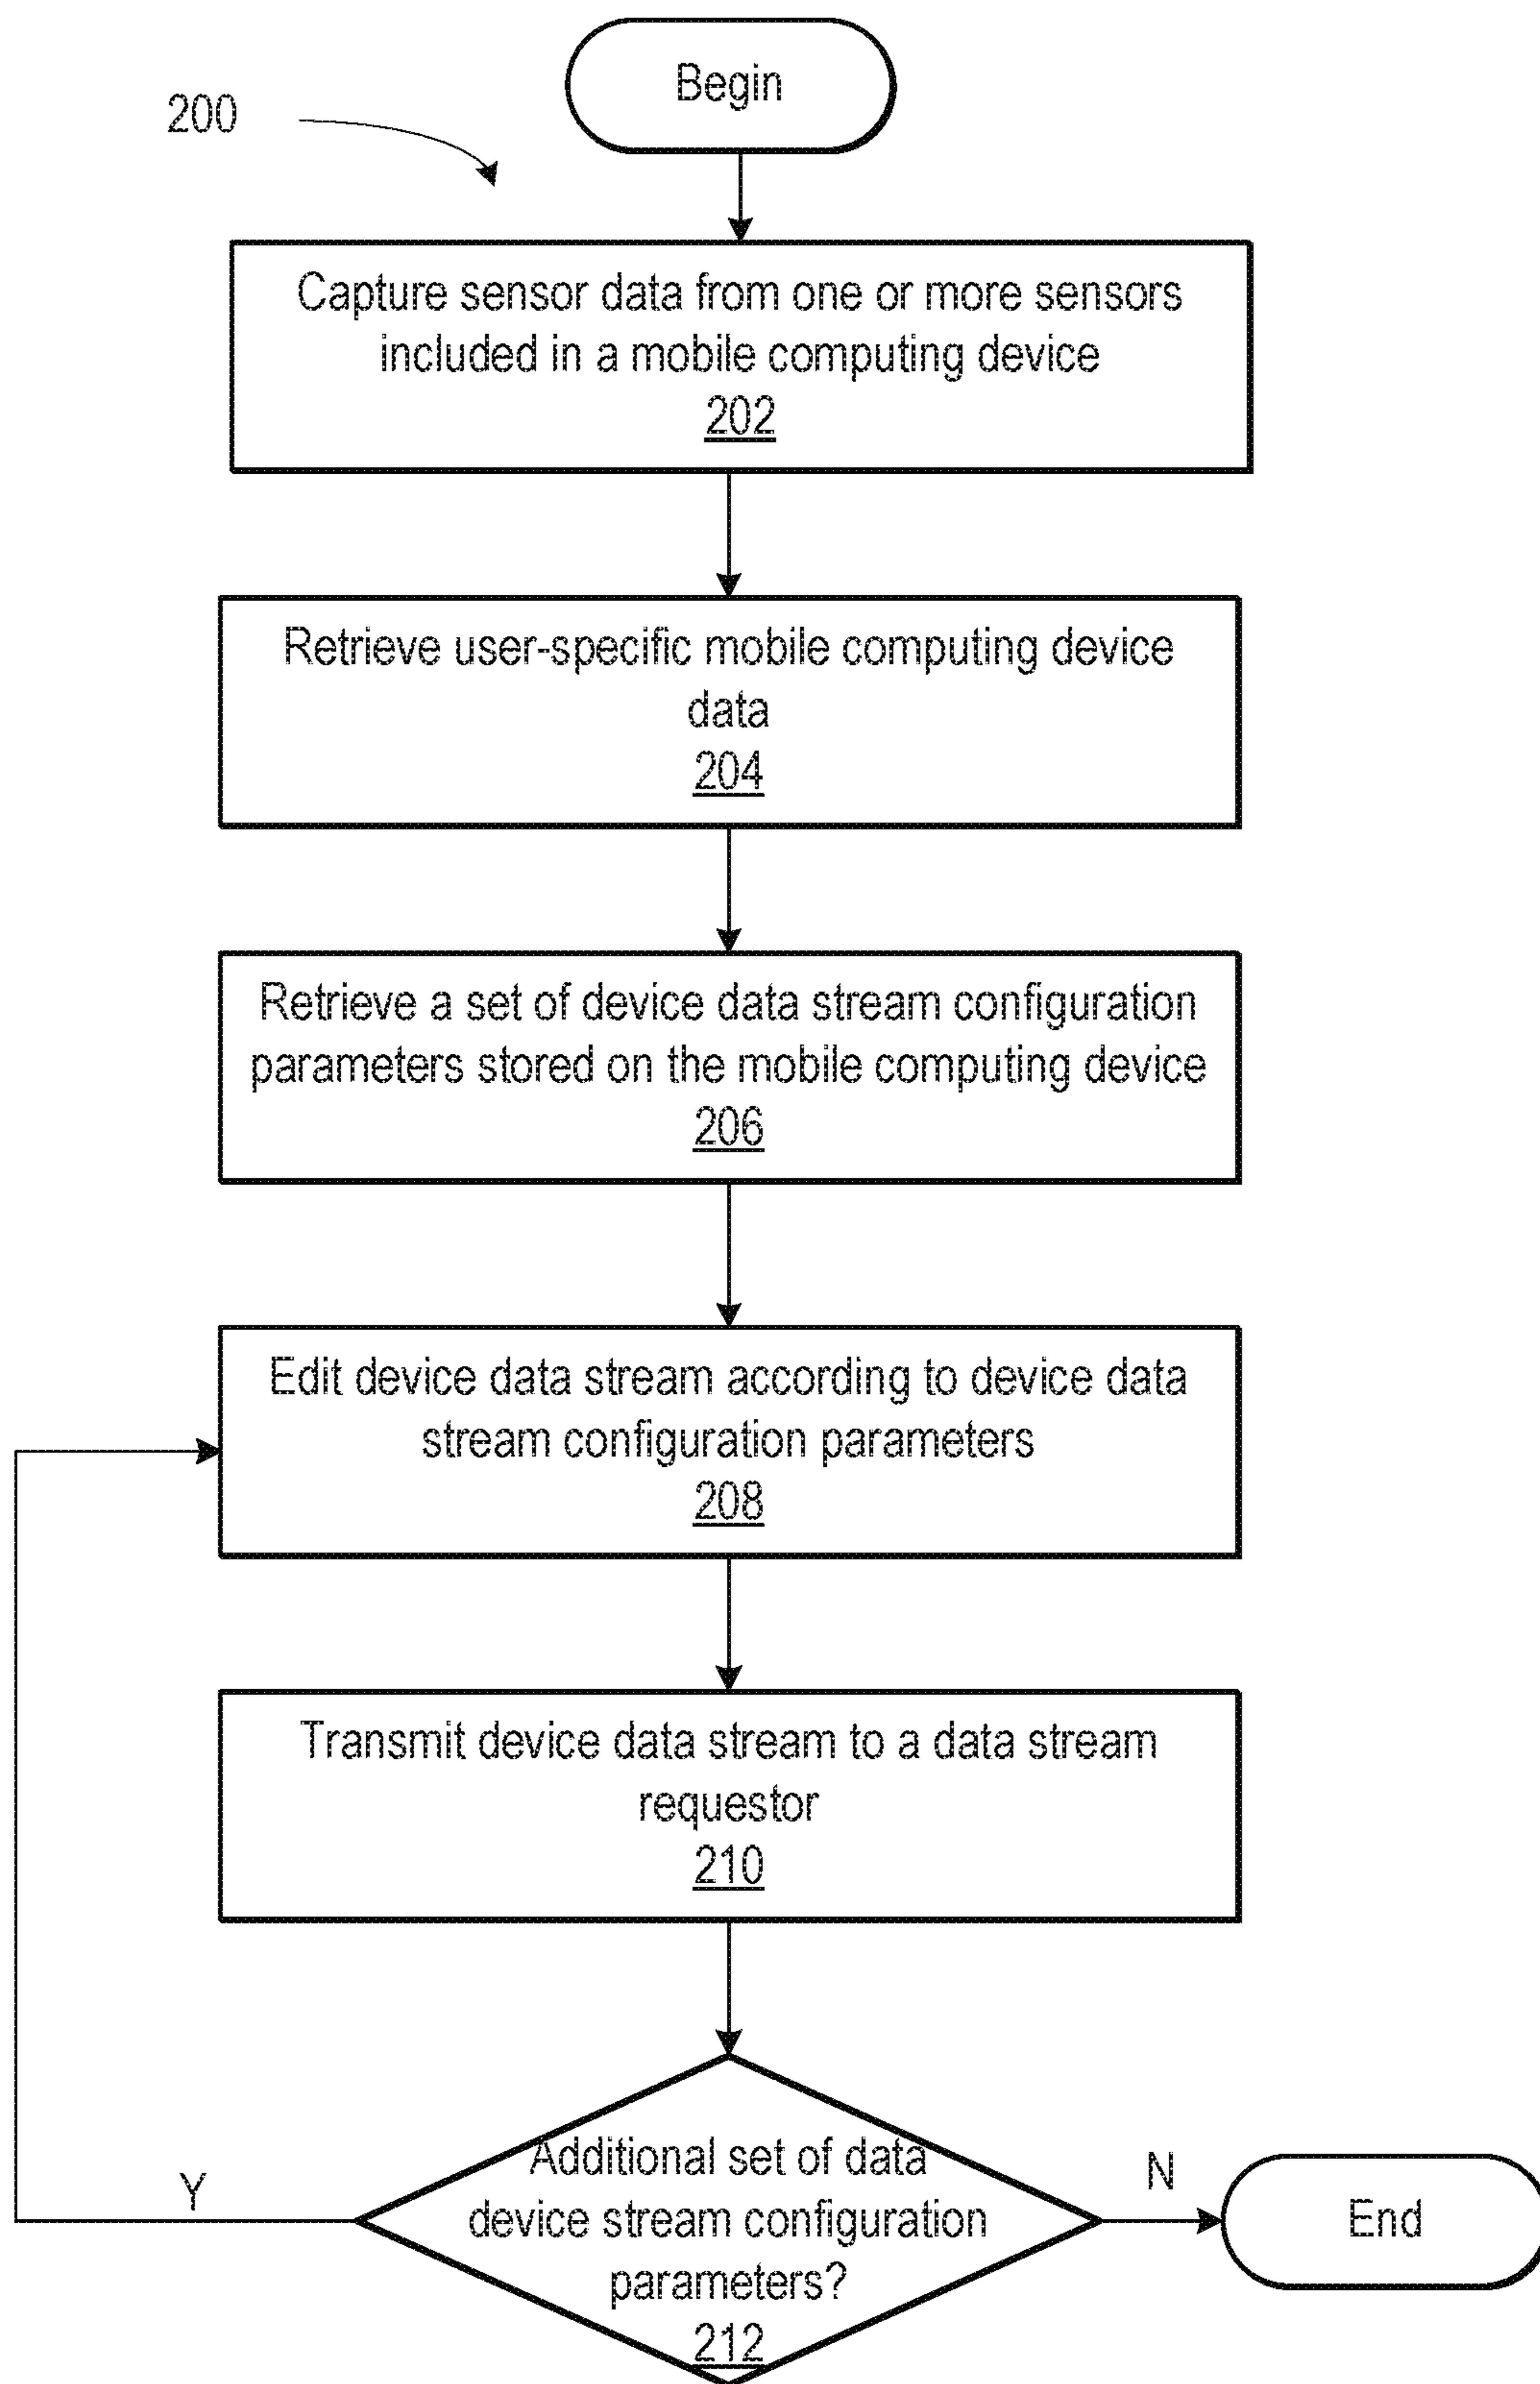 Begin
200
Capture sensor data from one or more sensors
included in a mobile computing device
202
Retrieve user-specific mobile computing device
data
204
Retrieve a set of device data stream configuration
parameters stored on the mobile computing device
206
Edit device data stream according to device data
stream configuration parameters
208
Transmit device data stream to a data stream
requestor
210
Additional set of data
device stream configuration
parameters?
212
Y
N
End